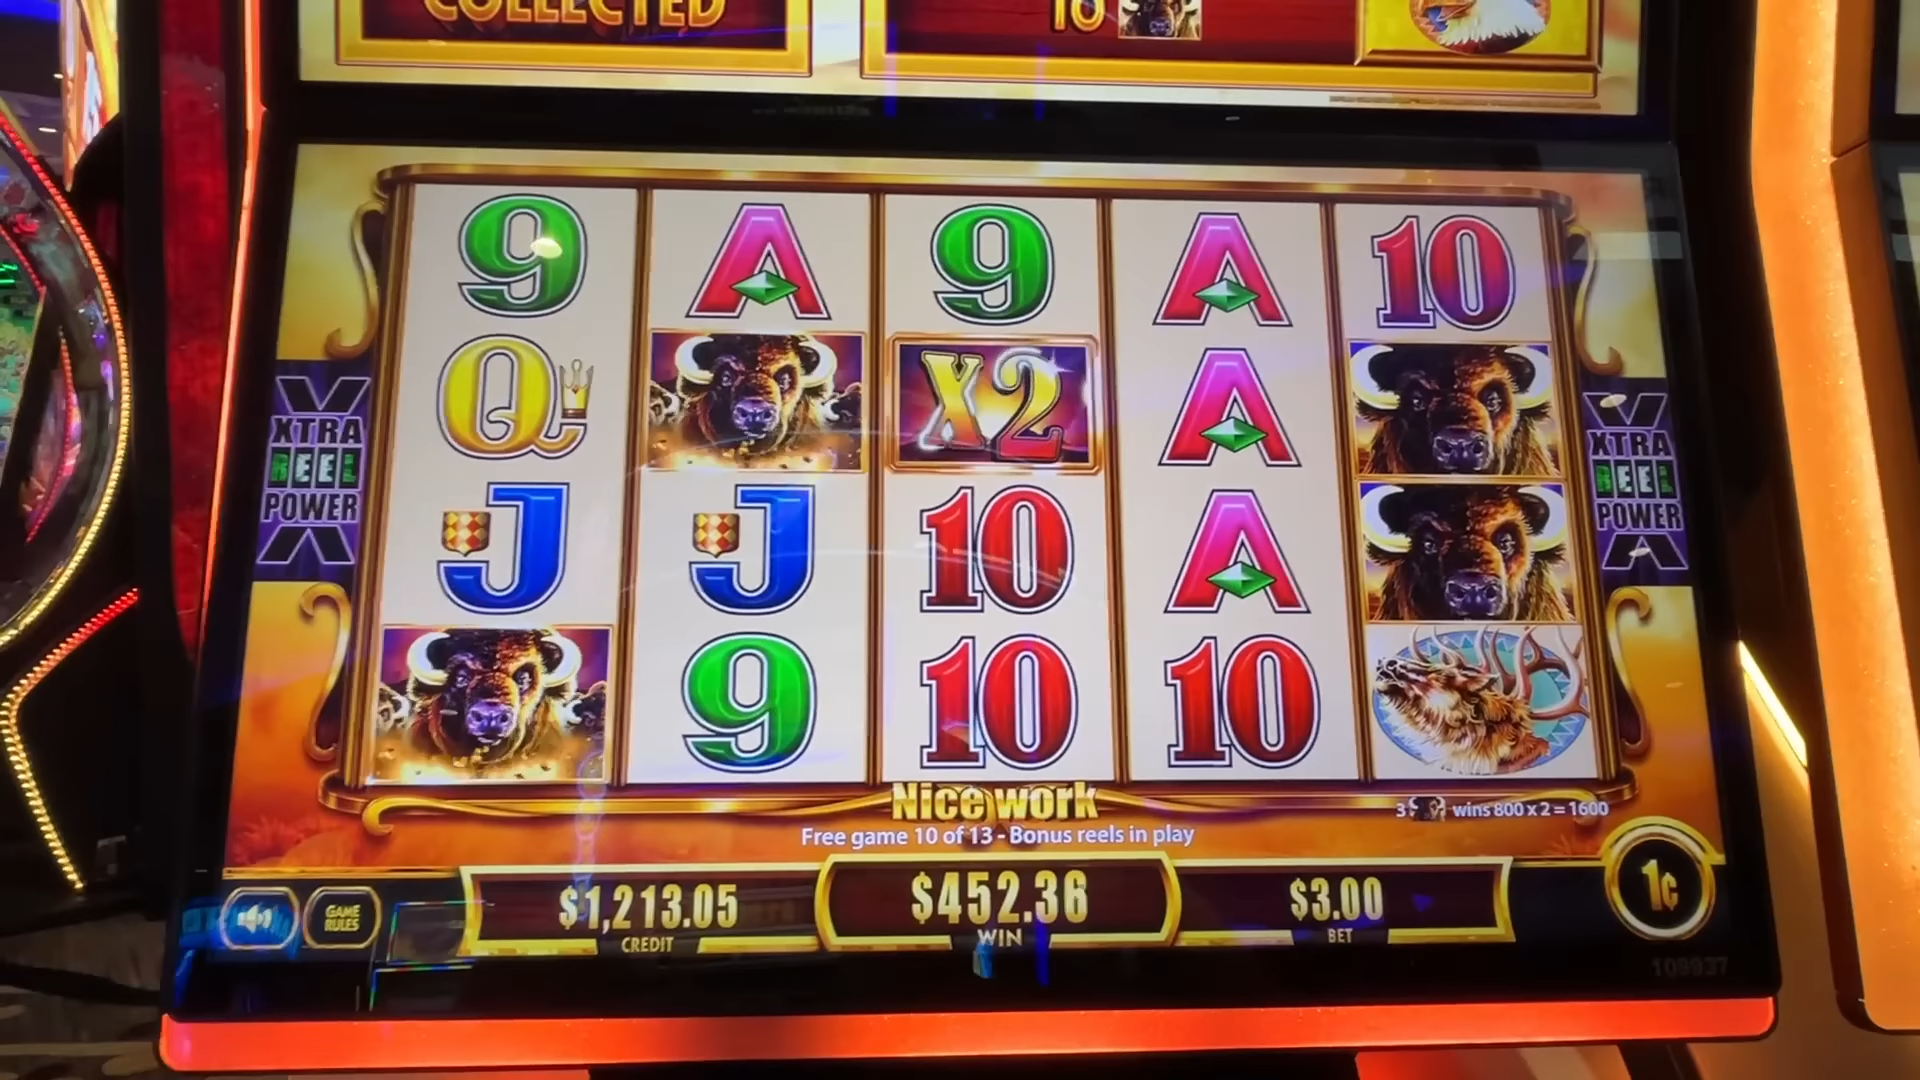 COLLECTED
10
9 A 9 A 10
Q X2 A
XTRA REEL POWER
XTRA REEL POWER
J J 10 A
9 10 10
Nice work
3 wins 800 x 2 = 1600
Free game 10 of 13 - Bonus reels in play
GAME RULES
$1,213.05
CREDIT
$452.36
WIN
$3.00
BET
1¢
109937